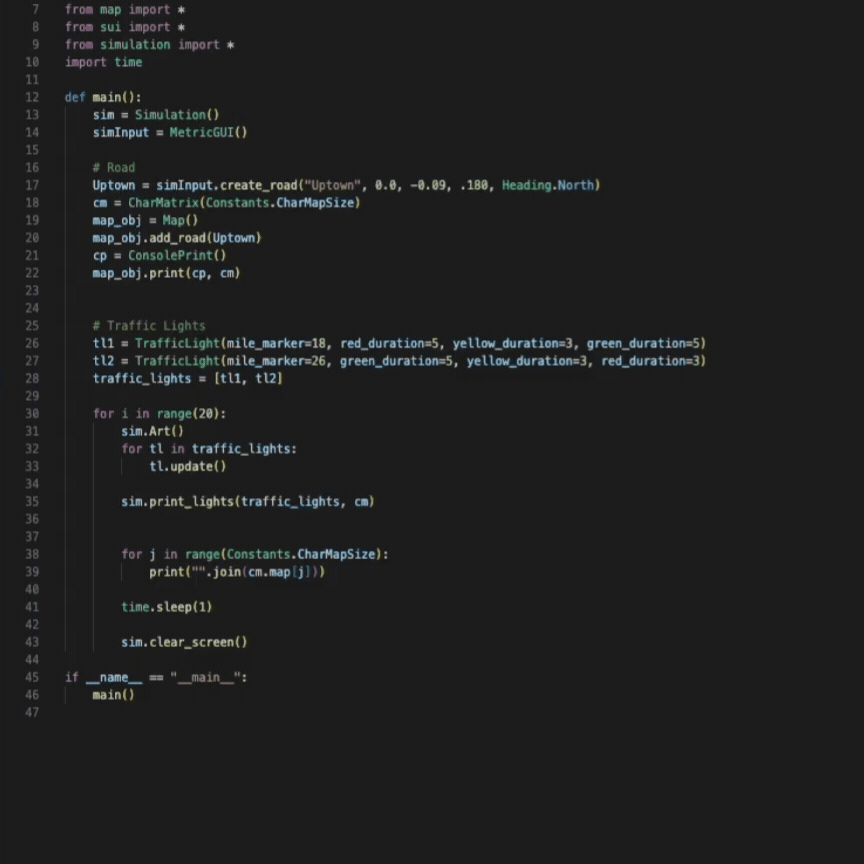 7 from map import *
8 from sui import *
9 from simulation import *
10 import time
11
12 def main():
13 sim = Simulation()
14 simInput = MetricGUI()
15
16 # Road
17 Uptown = simInput.create_road("Uptown", 0.0, -0.09, .180, Heading.North)
18 cm = CharMatrix(Constants.CharMapSize)
19 map_obj = Map()
20 map_obj.add_road(Uptown)
21 cp = ConsolePrint()
22 map_obj.print(cp, cm)
23
24
25 # Traffic Lights
26 tl1 = TrafficLight(mile_marker=18, red_duration=5, yellow_duration=3, green_duration=5)
27 tl2 = TrafficLight(mile_marker=26, green_duration=5, yellow_duration=3, red_duration=3)
28 traffic_lights = [tl1, tl2]
29
30 for i in range(20):
31 sim.Art()
32 for tl in traffic_lights:
33 tl.update()
34
35 sim.print_lights(traffic_lights, cm)
36
37
38 for j in range(Constants.CharMapSize):
39 print("".join(cm.map[j]))
40
41 time.sleep(1)
42
43 sim.clear_screen()
44
45 if __name__ == "__main__":
46 main()
47